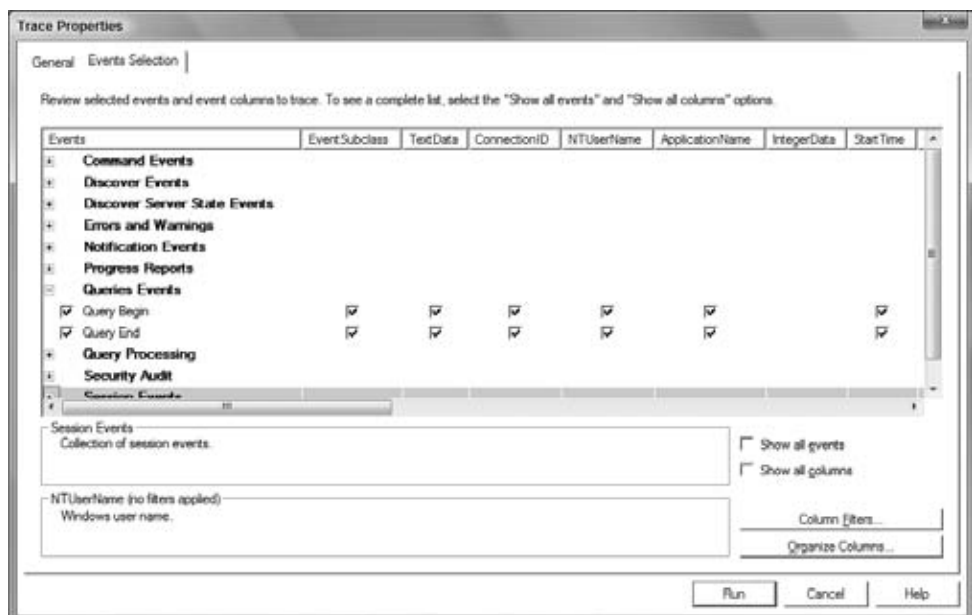 Trace Properties
General Events Selection
Review selected events and event columns to trace. To see a complete list, select the "Show all events" and "Show all columns" options.
Events EventSubclass TextData ConnectionID NTUserName ApplicationName IntegerData StartTime
Command Events
Discover Events
Discover Server State Events
Errors and Warnings
Notification Events
Progress Reports
Queries Events
Query Begin
Query End
Query Processing
Security Audit
Session Events
Session Events
Collection of session events.
Show all events
Show all columns
NTUserName (no filters applied)
Windows user name.
Column Filters...
Organize Columns...
Run Cancel Help